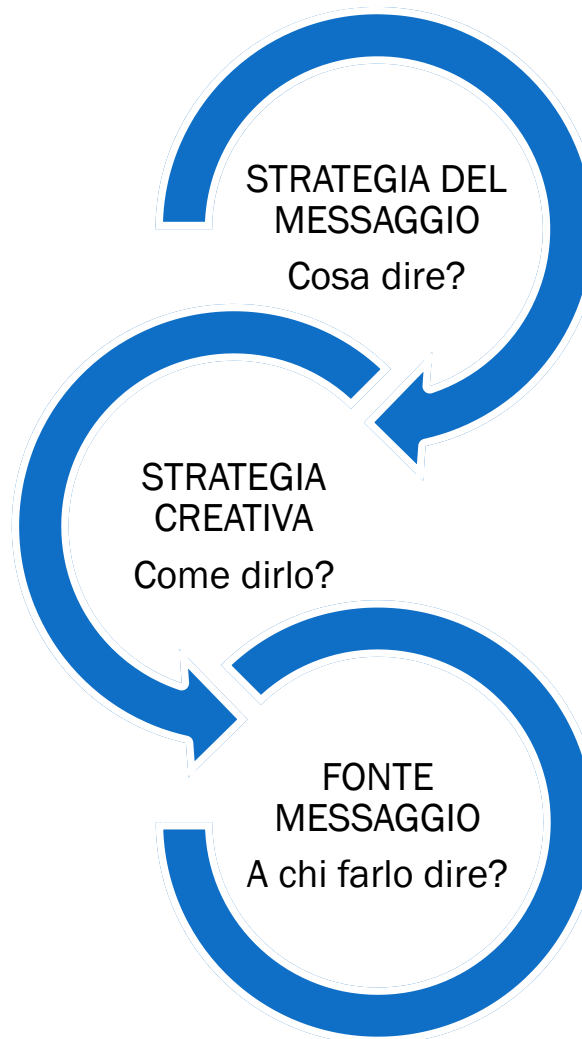 STRATEGIA DEL
MESSAGGIO
Cosa dire?
STRATEGIA
CREATIVA
Come dirlo?
FONTE
MESSAGGIO
A chi farlo dire?